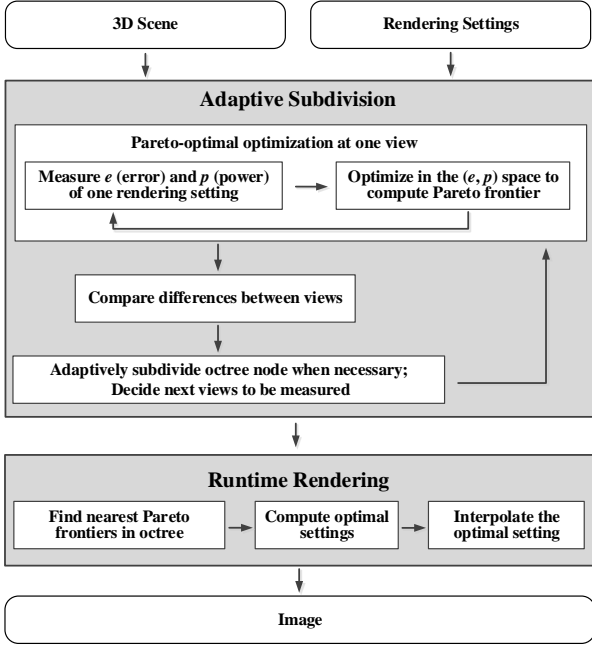 3D Scene
Rendering Settings
Adaptive Subdivision
Pareto-optimal optimization at one view
Measure e (error) and p (power)
of one rendering setting
Optimize in the (e, p) space to
compute Pareto frontier
Compare differences between views
Adaptively subdivide octree node when necessary;
Decide next views to be measured
Runtime Rendering
Find nearest Pareto
frontiers in octree
Compute optimal
settings
Interpolate the
optimal setting
Image